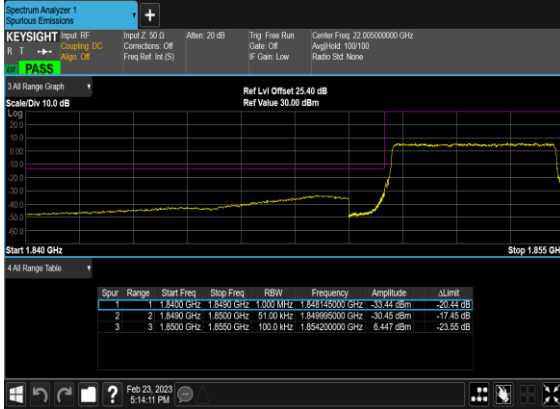 Spectrum Analyzer 1
Spurious Emissions
+
KEYSIGHT Input: RF Input Z: 50 Ω Atten: 20 dB Trig: Free Run Center Freq: 22.005000000 GHz
R T Coupling: DC Corrections: Off Gate: Off Avg|Hold: 100/100
Align: Off Freq Ref: Int (S) IF Gain: Low Radio Std: None
PASS
3 All Range Graph
Ref Lvl Offset 25.40 dB
Scale/Div 10.0 dB Ref Value 30.00 dBm
Log
20.0
10.0
0.00
-10.0
-20.0
-30.0
-40.0
-50.0
-60.0
Start 1.840 GHz Stop 1.855 GH
4 All Range Table
Spur Range Start Freq Stop Freq RBW Frequency Amplitude ΔLimit
1 1 1.8400 GHz 1.8490 GHz 1.000 MHz 1.848145000 GHz -33.44 dBm -20.44 dB
2 2 1.8490 GHz 1.8500 GHz 51.00 kHz 1.849995000 GHz -30.45 dBm -17.45 dB
3 3 1.8500 GHz 1.8550 GHz 100.0 kHz 1.854200000 GHz 6.447 dBm -23.55 dB
? Feb 23, 2023
5:14:11 PM